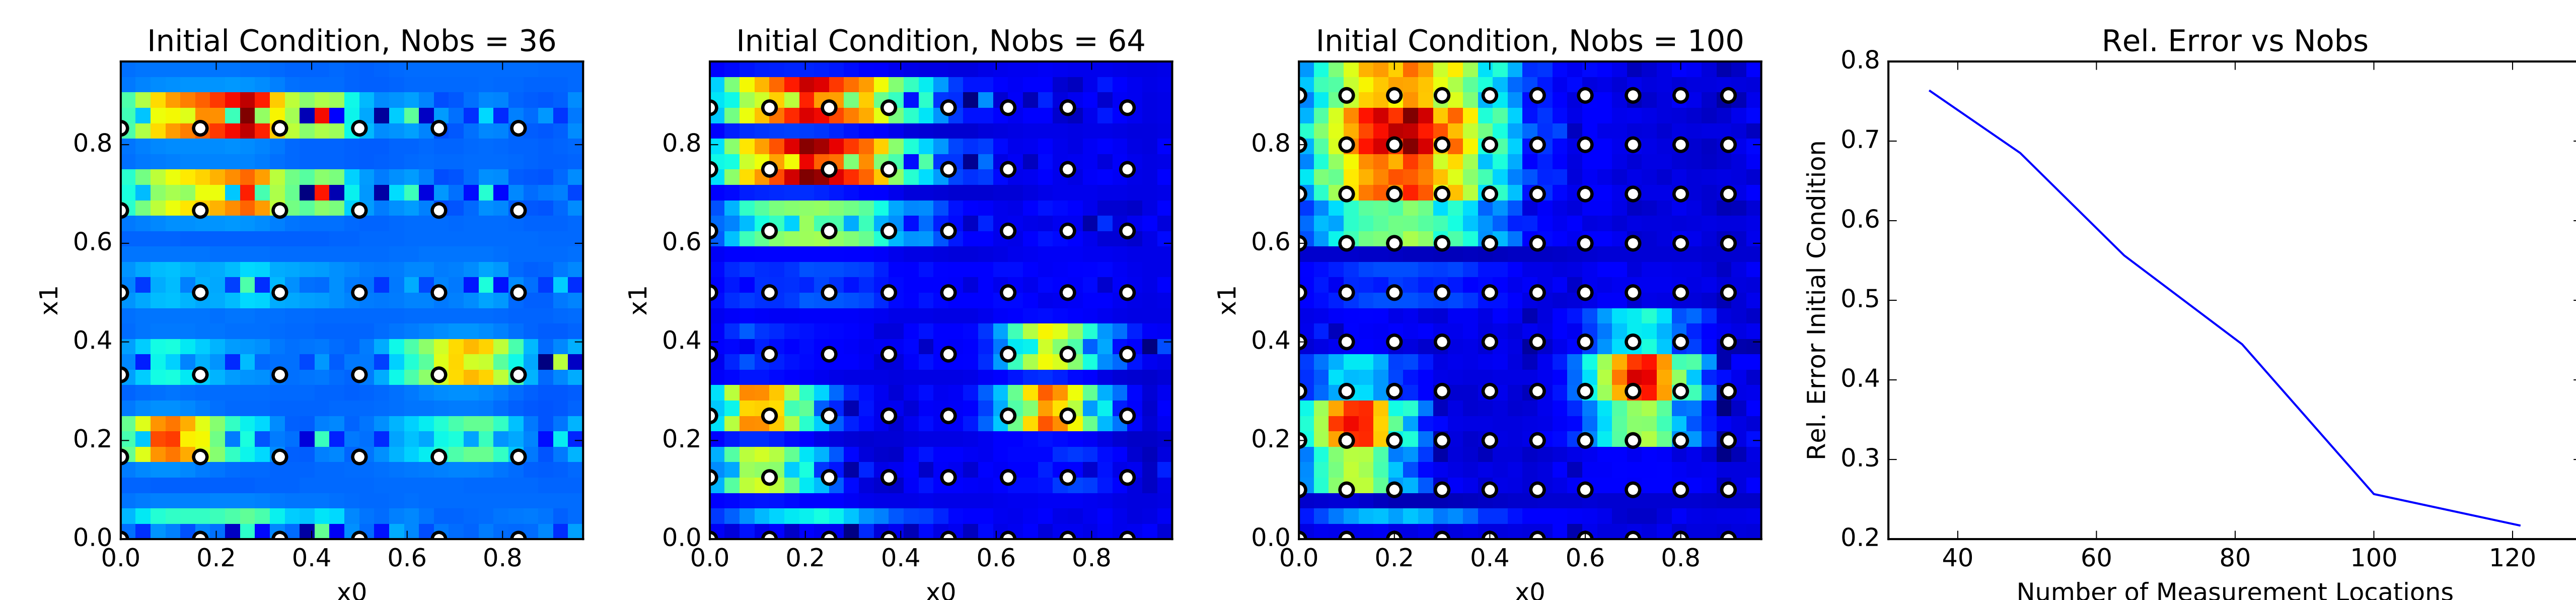 Initial Condition, Nobs = 36
x1
0.8
0.6
0.4
0.2
0.0
0.0 0.2 0.4 0.6 0.8
x0
Initial Condition, Nobs = 64
x1
0.8
0.6
0.4
0.2
0.0
0.0 0.2 0.4 0.6 0.8
x0
Initial Condition, Nobs = 100
x1
0.8
0.6
0.4
0.2
0.0
0.0 0.2 0.4 0.6 0.8
x0
Rel. Error vs Nobs
Rel. Error Initial Condition
0.8
0.7
0.6
0.5
0.4
0.3
0.2
40 60 80 100 120
Number of Measurement Locations